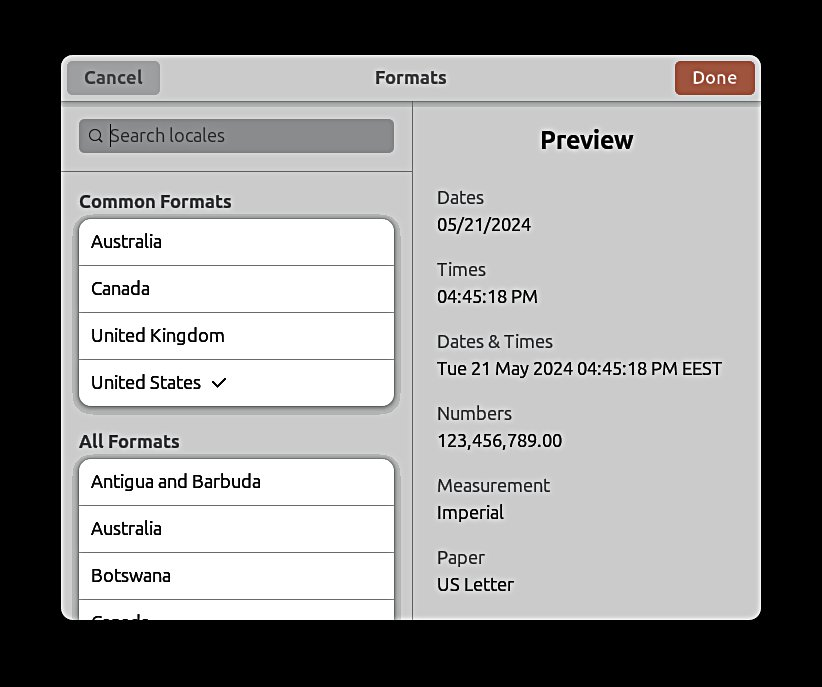 Cancel
Formats
Done
Search locales
Common Formats
Australia
Canada
United Kingdom
United States
All Formats
Antigua and Barbuda
Australia
Botswana
Preview
Dates
05/21/2024
Times
04:45:18 PM
Dates & Times
Tue 21 May 2024 04:45:18 PM EEST
Numbers
123,456,789.00
Measurement
Imperial
Paper
US Letter